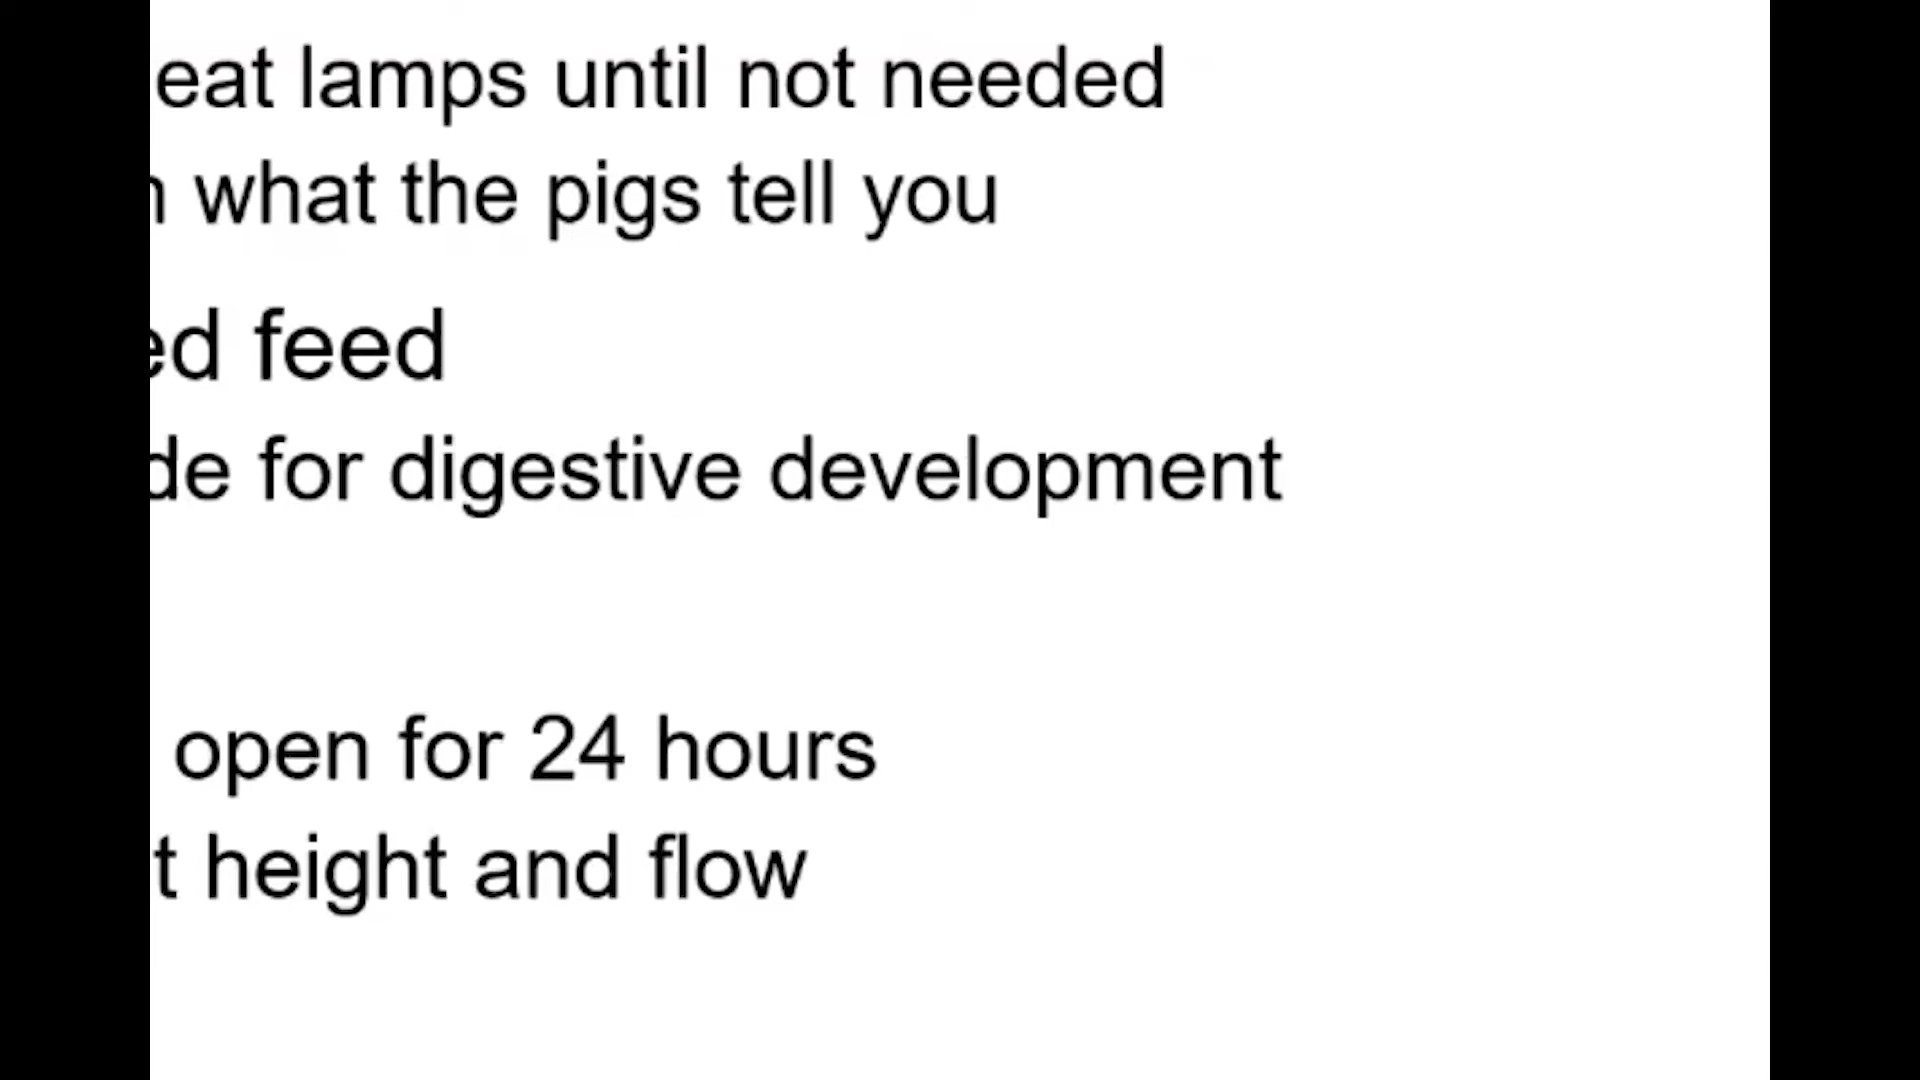 eat lamps until not needed
what the pigs tell you
ed feed
de for digestive development
open for 24 hours
t height and flow